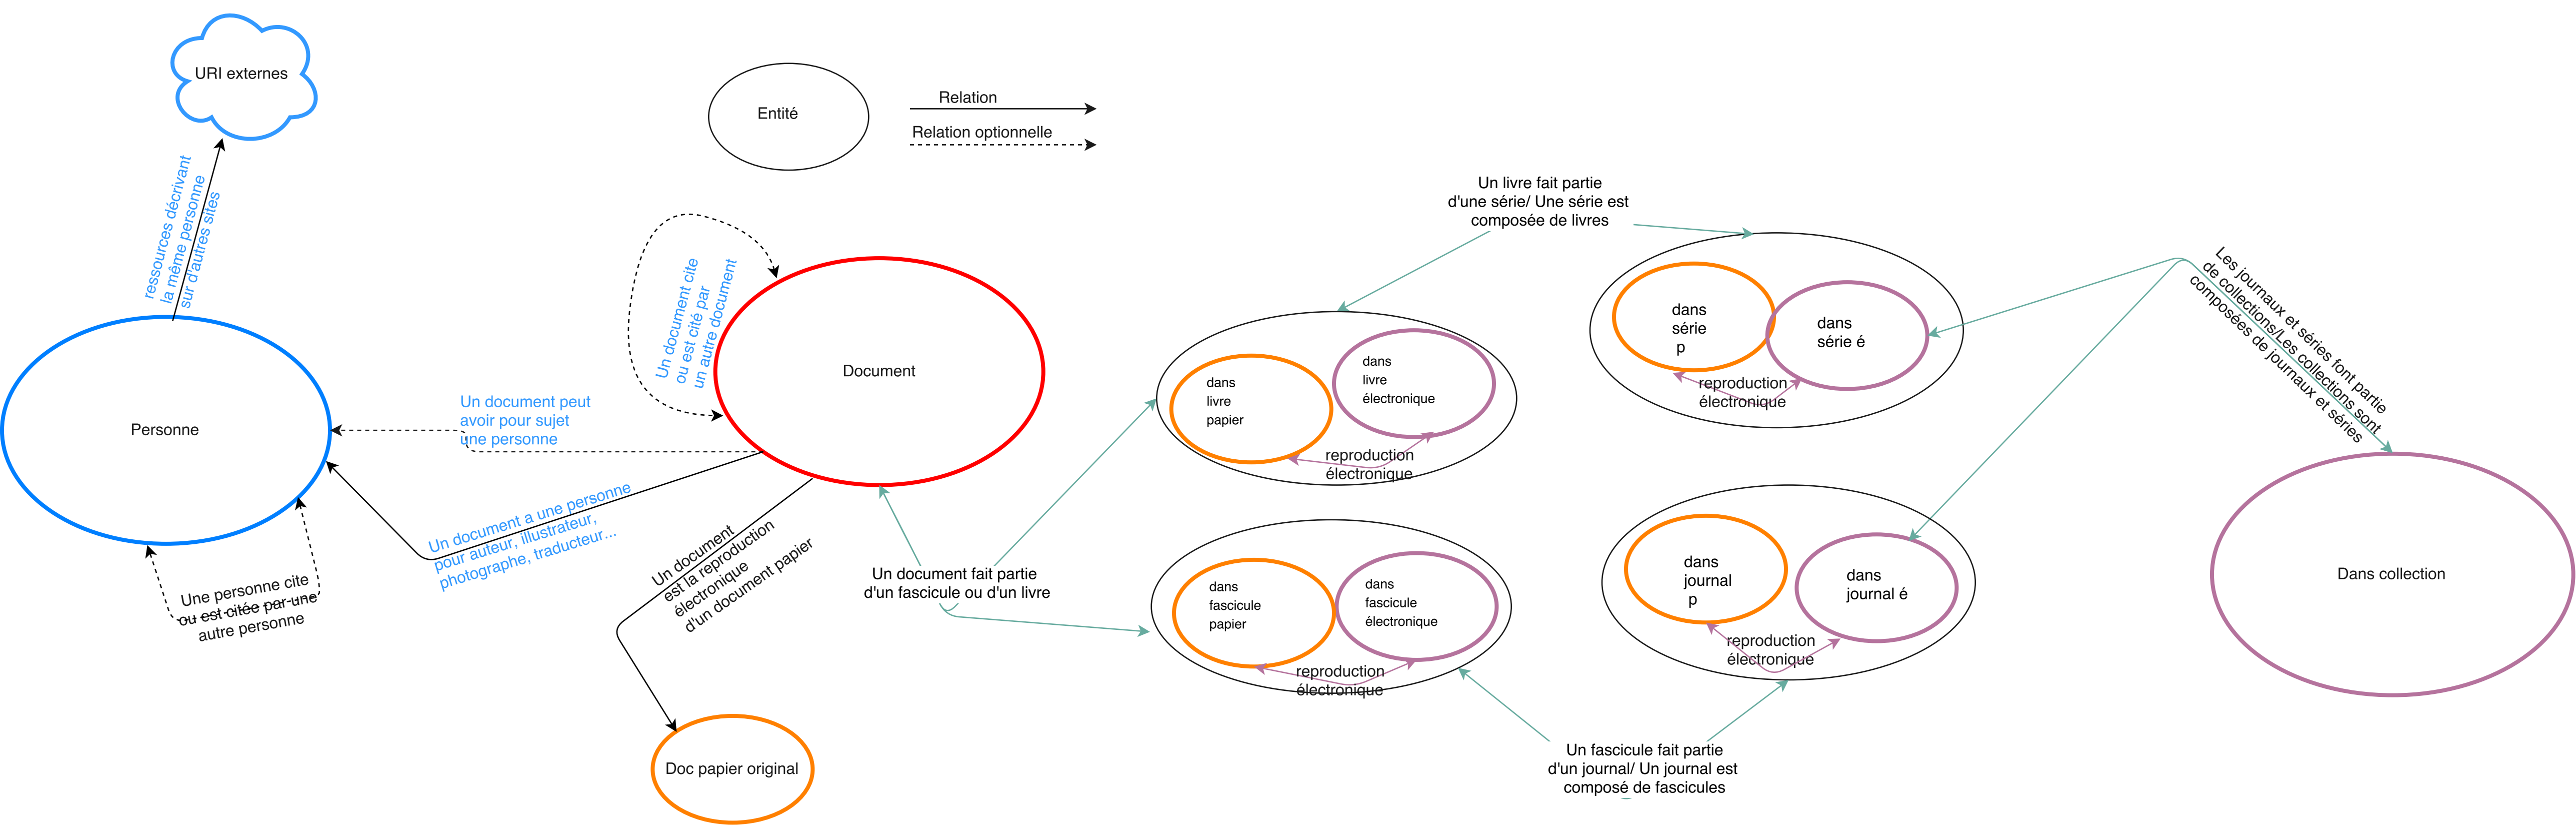 URI externes
ressources décrivant
la même personne
sur d'autres sites
Entité
Relation
Relation optionnelle
Personne
Une personne cite
ou est citée par une
autre personne
Un document peut
avoir pour sujet
une personne
Un document a une personne
pour auteur, illustrateur,
photographe, traducteur...
Un document cite
ou est cité par
un autre document
Document
Un document
est la reproduction
électronique
d'un document papier
Doc papier original
Un document fait partie
d'un fascicule ou d'un livre
Un livre fait partie
d'une série/ Une série est
composée de livres
dans
livre
papier
dans
livre
électronique
reproduction
électronique
dans
fascicule
papier
dans
fascicule
électronique
reproduction
électronique
dans
série
p
dans
série é
reproduction
électronique
dans
journal
p
dans
journal é
reproduction
électronique
Un fascicule fait partie
d'un journal/ Un journal est
composé de fascicules
Les journaux et séries font partie
de collections/Les collections sont
composées de journaux et séries
Dans collection